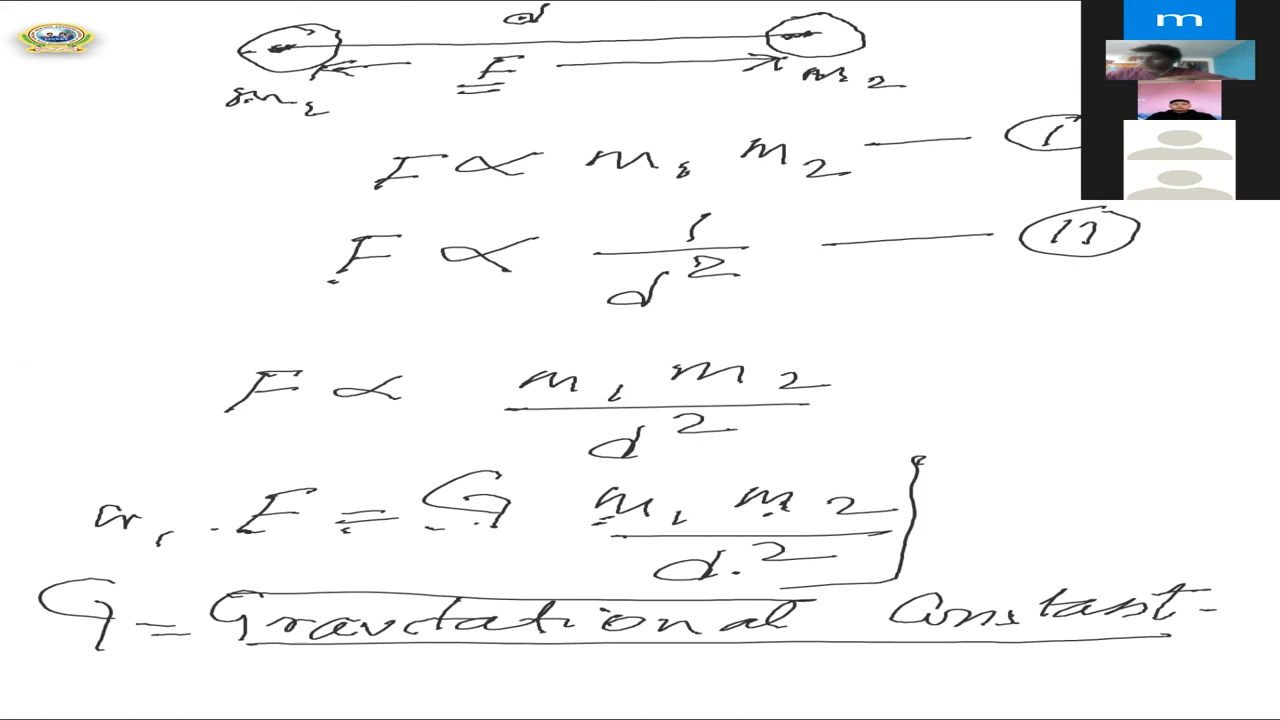 d
F
m₁ m₂
F ∝ m₁ m₂ — I
F ∝ 1/d² — II
F ∝ m₁ m₂/d²
or, F = G m₁ m₂/d²
G = Gravitational Constant
m